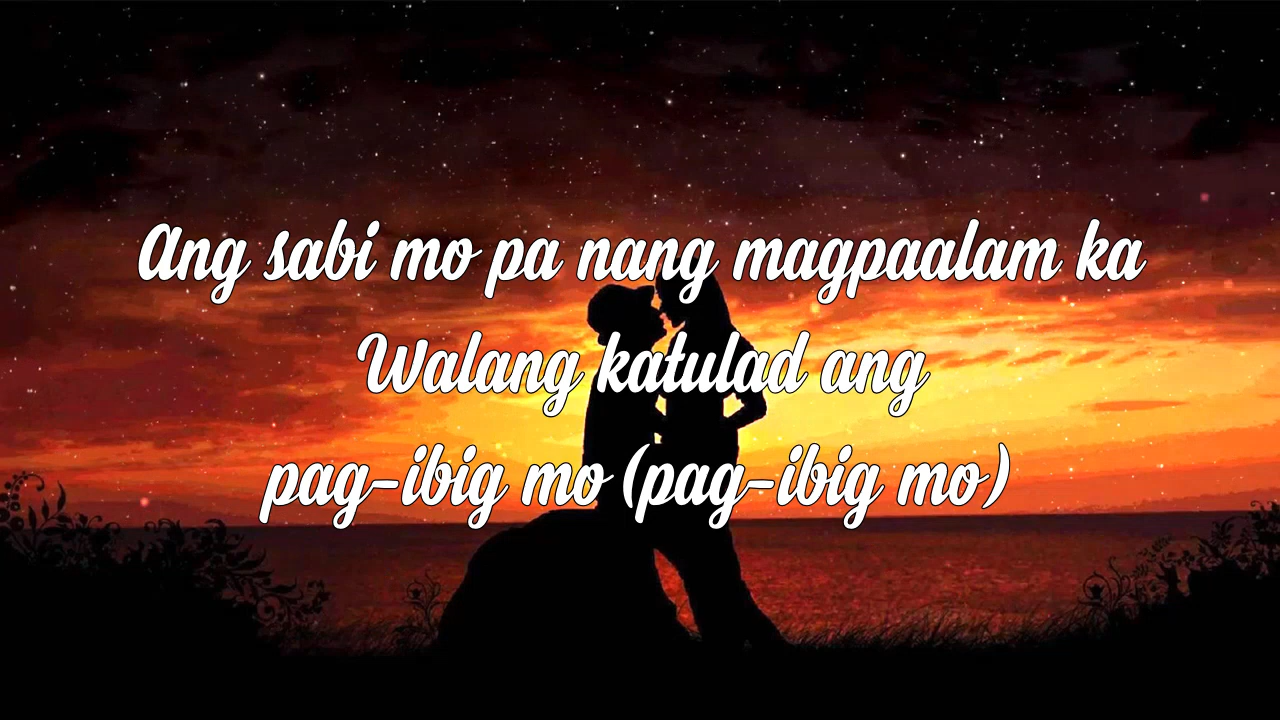 Ang sabi mo pa nang magpaalam ka
Walang katulad ang
pag-ibig mo (pag-ibig mo)